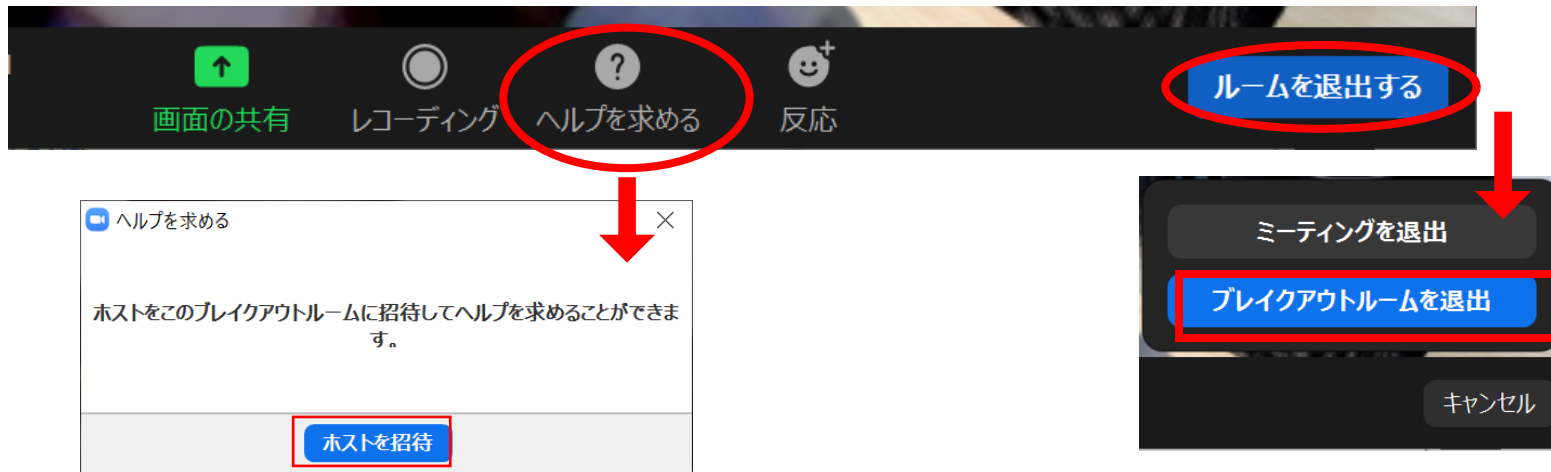 画面の共有
レコーディング
ヘルプを求める
反応
ルームを退出する
ヘルプを求める
ホストをこのブレイクアウトルームに招待してヘルプを求めることができま
す。
ホストを招待
ミーティングを退出
ブレイクアウトルームを退出
キャンセル